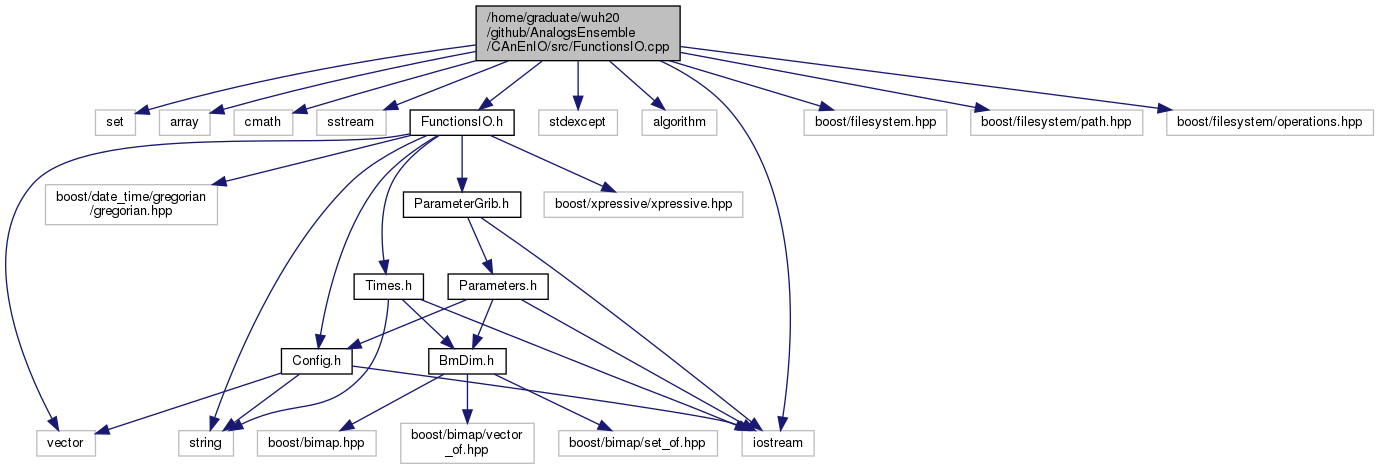 /home/graduate/wuh20
/github/AnalogsEnsemble
/CAnEnIO/src/FunctionsIO.cpp
set
array
cmath
sstream
FunctionsIO.h
stdexcept
algorithm
boost/filesystem.hpp
boost/filesystem/path.hpp
boost/filesystem/operations.hpp
boost/date_time/gregorian
/gregorian.hpp
ParameterGrib.h
boost/xpressive/xpressive.hpp
Times.h
Parameters.h
Config.h
BmDim.h
vector
string
boost/bimap.hpp
boost/bimap/vector
_of.hpp
boost/bimap/set_of.hpp
iostream